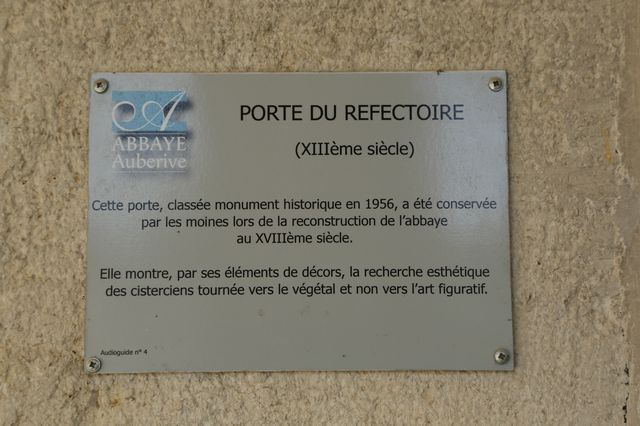 A
ABBAYE
Auberive
PORTE DU REFECTOIRE
(XIIIème siècle)
Cette porte, classée monument historique en 1956, a été conservée
par les moines lors de la reconstruction de l'abbaye
au XVIIIème siècle.
Elle montre, par ses éléments de décors, la recherche esthétique
des cisterciens tournée vers le végétal et non vers l'art figuratif.
Audioguide n° 4